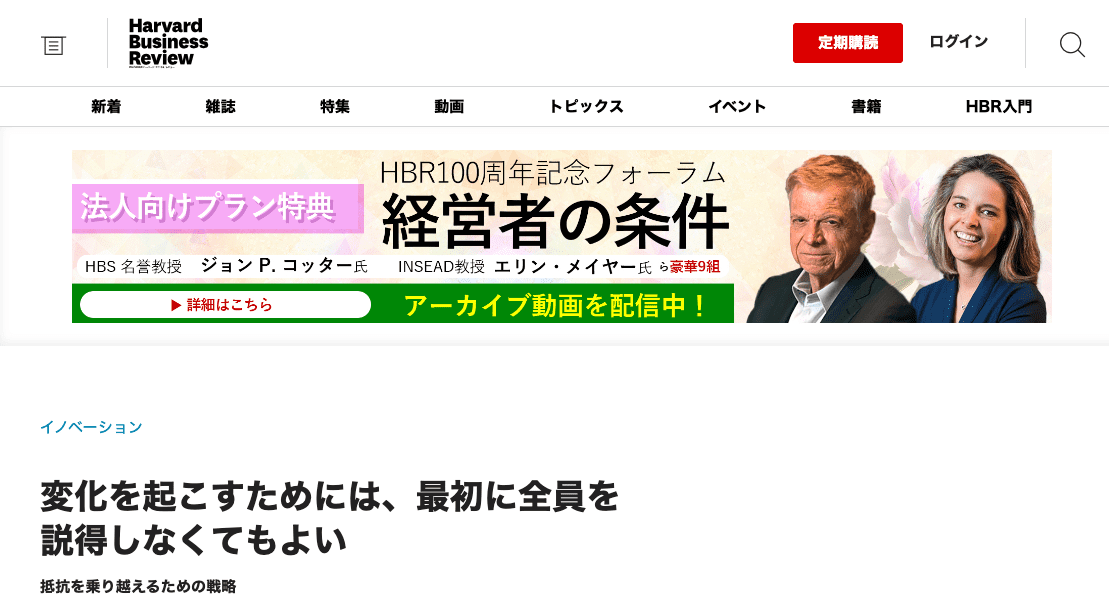 Harvard
Business
Review
定期購読
ログイン
新着 雑誌 特集 動画 トピックス イベント 書籍 HBR入門
HBR100周年記念フォーラム
法人向けプラン特典
経営者の条件
HBS 名誉教授 ジョン P. コッター氏 INSEAD教授 エリン・メイヤー氏 ら豪華9組
▶ 詳細はこちら
アーカイブ動画を配信中！
イノベーション
変化を起こすためには、最初に全員を
説得しなくてもよい
抵抗を乗り越えるための戦略